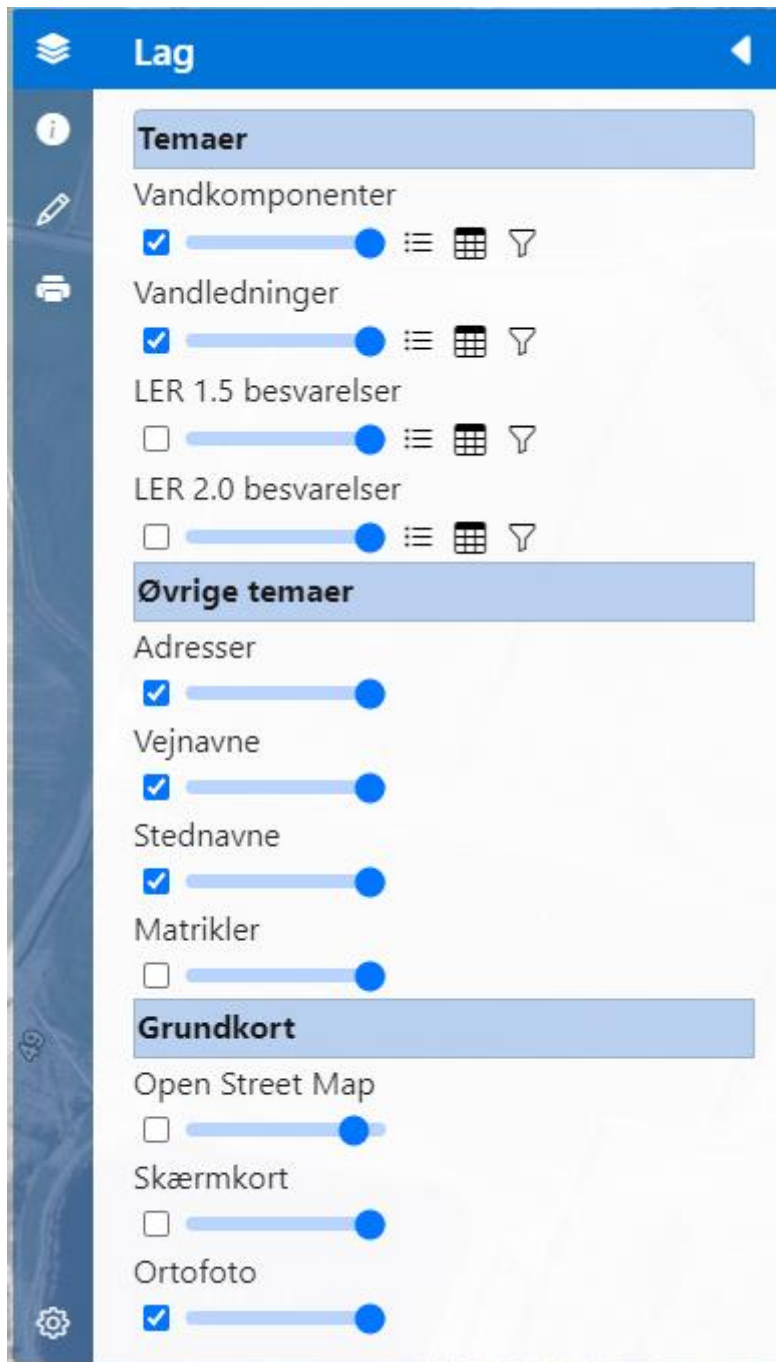 Lag
Temaer
Vandkomponenter
Vandledninger
LER 1.5 besvarelser
LER 2.0 besvarelser
Øvrige temaer
Adresser
Vejnavne
Stednavne
Matrikler
Grundkort
49
Open Street Map
Skærmkort
Ortofoto